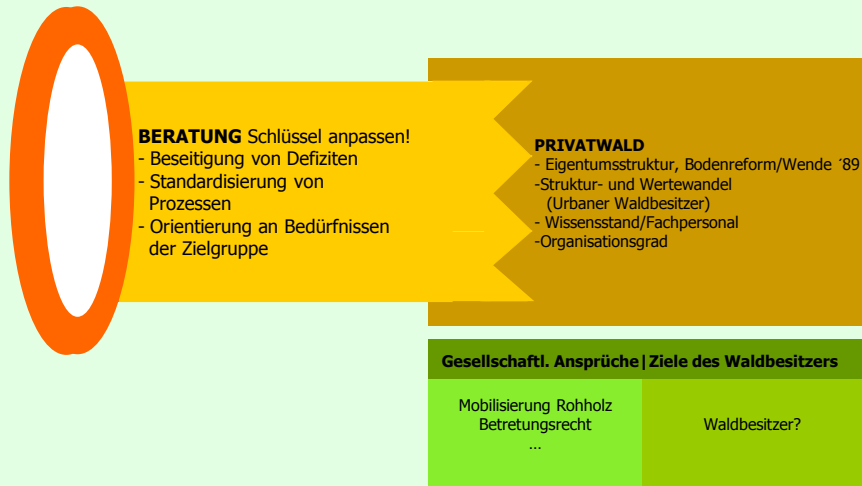 BERATUNG Schlüssel anpassen!
- Beseitigung von Defiziten
- Standardisierung von
Prozessen
- Orientierung an Bedürfnissen
der Zielgruppe
PRIVATWALD
- Eigentumsstruktur, Bodenreform/Wende ´89
-Struktur- und Wertewandel
(Urbaner Waldbesitzer)
- Wissensstand/Fachpersonal
-Organisationsgrad
Gesellschaftl. Ansprüche|Ziele des Waldbesitzers
Mobilisierung Rohholz
Betretungsrecht
...
Waldbesitzer?